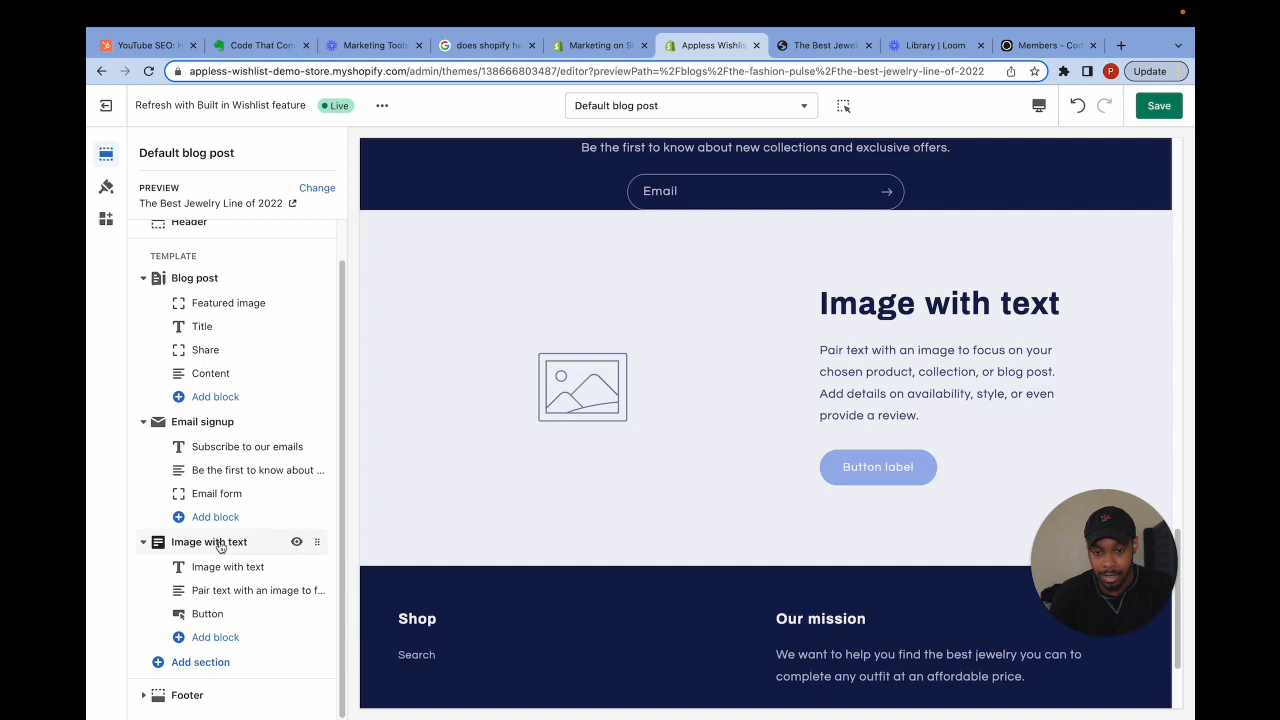 YouTube SEO: H
Code That Con
Marketing Tools
does shopify he
Marketing on S
Appless Wishlis
The Best Jewel
Library | Loom
Members - Cod
appless-wishlist-demo-store.myshopify.com/admin/themes/138666803487/editor?previewPath=%2Fblogs%2Fthe-fashion-pulse%2Fthe-best-jewelry-line-of-2022
P
Update
Refresh with Built in Wishlist feature
Live
Default blog post
Save
Default blog post
PREVIEW
Change
The Best Jewelry Line of 2022
Header
TEMPLATE
Blog post
Featured image
Title
Share
Content
Add block
Email signup
Subscribe to our emails
Be the first to know about ...
Email form
Add block
Image with text
Image with text
Pair text with an image to f...
Button
Add block
Add section
Footer
Be the first to know about new collections and exclusive offers.
Email
Image with text
Pair text with an image to focus on your
chosen product, collection, or blog post.
Add details on availability, style, or even
provide a review.
Button label
Shop
Search
Our mission
We want to help you find the best jewelry you can to
complete any outfit at an affordable price.